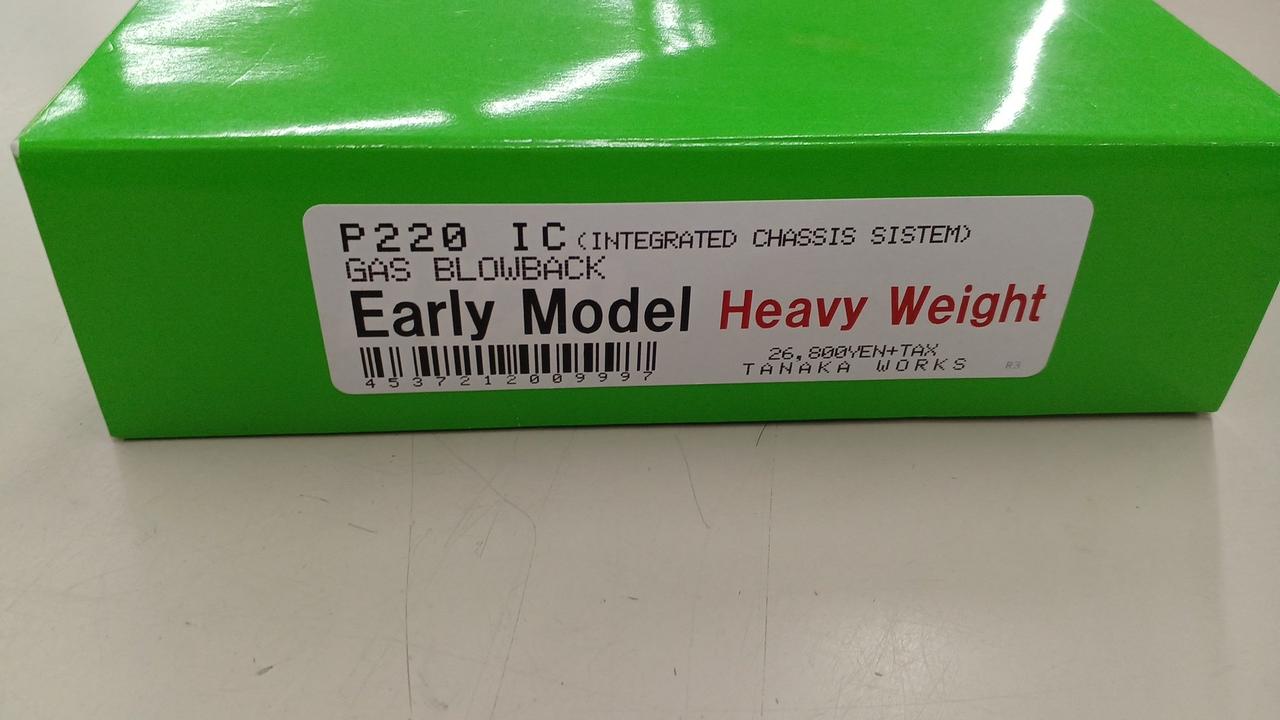 P220 IC (INTEGRATED CHASSIS SISTEM)
GAS BLOWBACK
Early Model Heavy Weight
26,800YEN+TAX
4537212009997
TANAKA WORKS R3